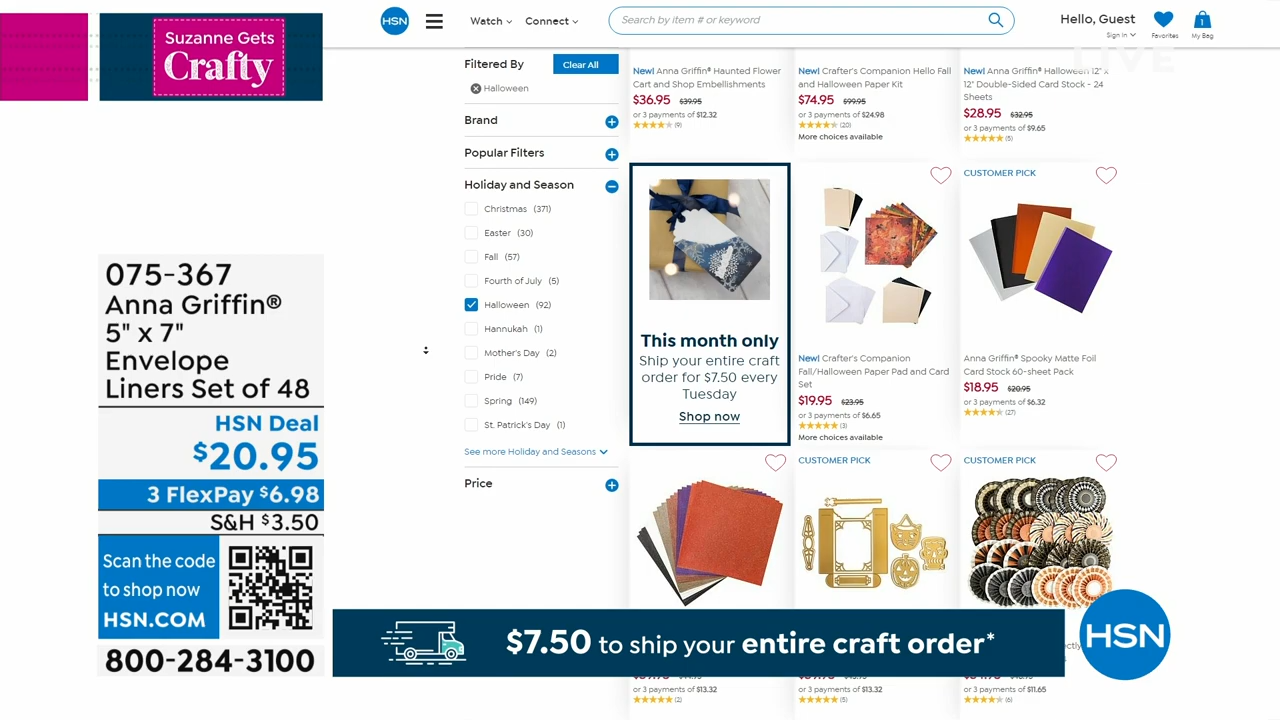 Suzanne Gets
Crafty
HSN
Watch
Connect
Search by item # or keyword
Hello, Guest
Sign In
Favorites
1
My Bag
LIVE
Filtered By
Clear All
Halloween
Brand
Popular Filters
Holiday and Season
Christmas (371)
Easter (30)
Fall (57)
Fourth of July (5)
Halloween (92)
Hannukah (1)
Mother's Day (2)
Pride (7)
Spring (149)
St. Patrick's Day (1)
See more Holiday and Seasons
Price
New! Anna Griffin® Haunted Flower
Cart and Shop Embellishments
$36.95 $39.95
or 3 payments of $12.32
(9)
New! Crafter's Companion Hello Fall
and Halloween Paper Kit
$74.95 $99.95
or 3 payments of $24.98
(20)
More choices available
New! Anna Griffin® Halloween 12" x
12" Double-Sided Card Stock - 24
Sheets
$28.95 $32.95
or 3 payments of $9.65
(5)
This month only
Ship your entire craft
order for $7.50 every
Tuesday
Shop now
New! Crafter's Companion
Fall/Halloween Paper Pad and Card
Set
$19.95 $23.95
or 3 payments of $6.65
(3)
More choices available
CUSTOMER PICK
Anna Griffin® Spooky Matte Foil
Card Stock 60-sheet Pack
$18.95 $20.95
or 3 payments of $6.32
(27)
CUSTOMER PICK
CUSTOMER PICK
or 3 payments of $13.32
(2)
or 3 payments of $13.32
(5)
or 3 payments of $11.65
(6)
075-367
Anna Griffin®
5" x 7"
Envelope
Liners Set of 48
HSN Deal
$20.95
3 FlexPay $6.98
S&H $3.50
Scan the code
to shop now
HSN.COM
800-284-3100
$7.50 to ship your entire craft order*
HSN